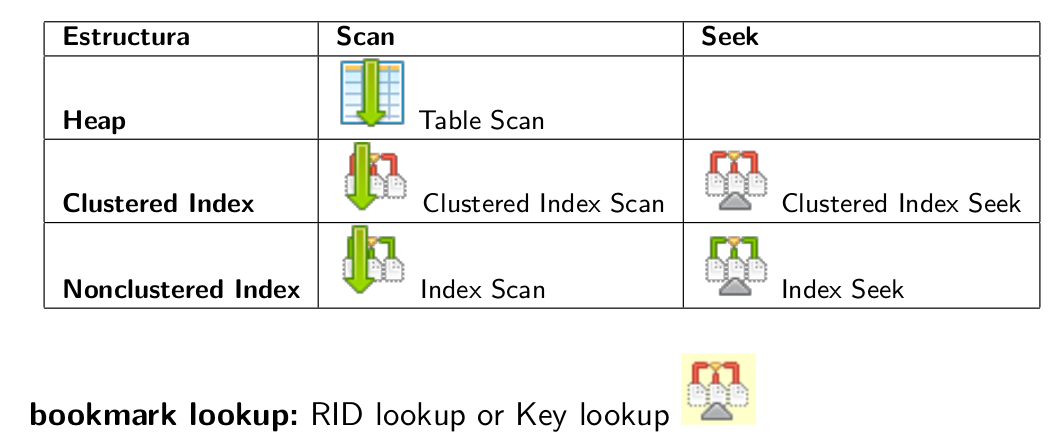 Estructura Scan Seek
Heap Table Scan
Clustered Index Clustered Index Scan Clustered Index Seek
Nonclustered Index Index Scan Index Seek
bookmark lookup: RID lookup or Key lookup